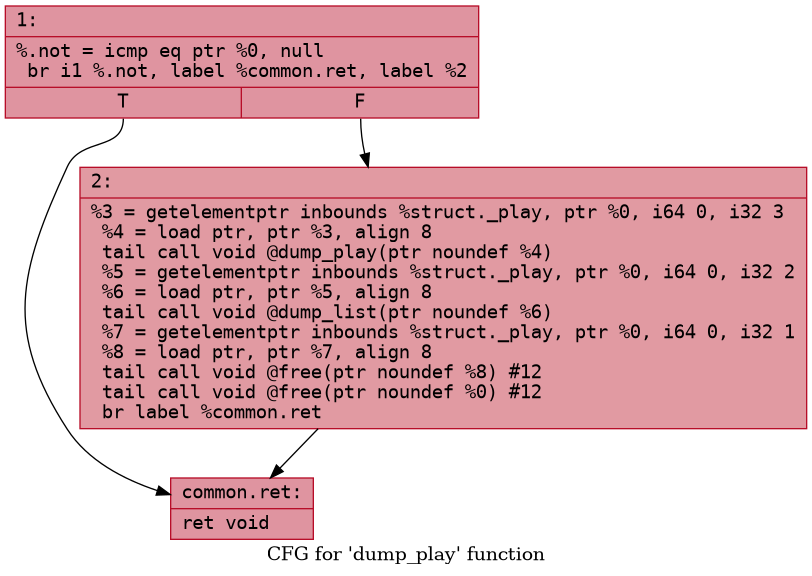 1:
%.not = icmp eq ptr %0, null
br i1 %.not, label %common.ret, label %2
T F
2:
%3 = getelementptr inbounds %struct._play, ptr %0, i64 0, i32 3
%4 = load ptr, ptr %3, align 8
tail call void @dump_play(ptr noundef %4)
%5 = getelementptr inbounds %struct._play, ptr %0, i64 0, i32 2
%6 = load ptr, ptr %5, align 8
tail call void @dump_list(ptr noundef %6)
%7 = getelementptr inbounds %struct._play, ptr %0, i64 0, i32 1
%8 = load ptr, ptr %7, align 8
tail call void @free(ptr noundef %8) #12
tail call void @free(ptr noundef %0) #12
br label %common.ret
common.ret:
ret void
CFG for 'dump_play' function